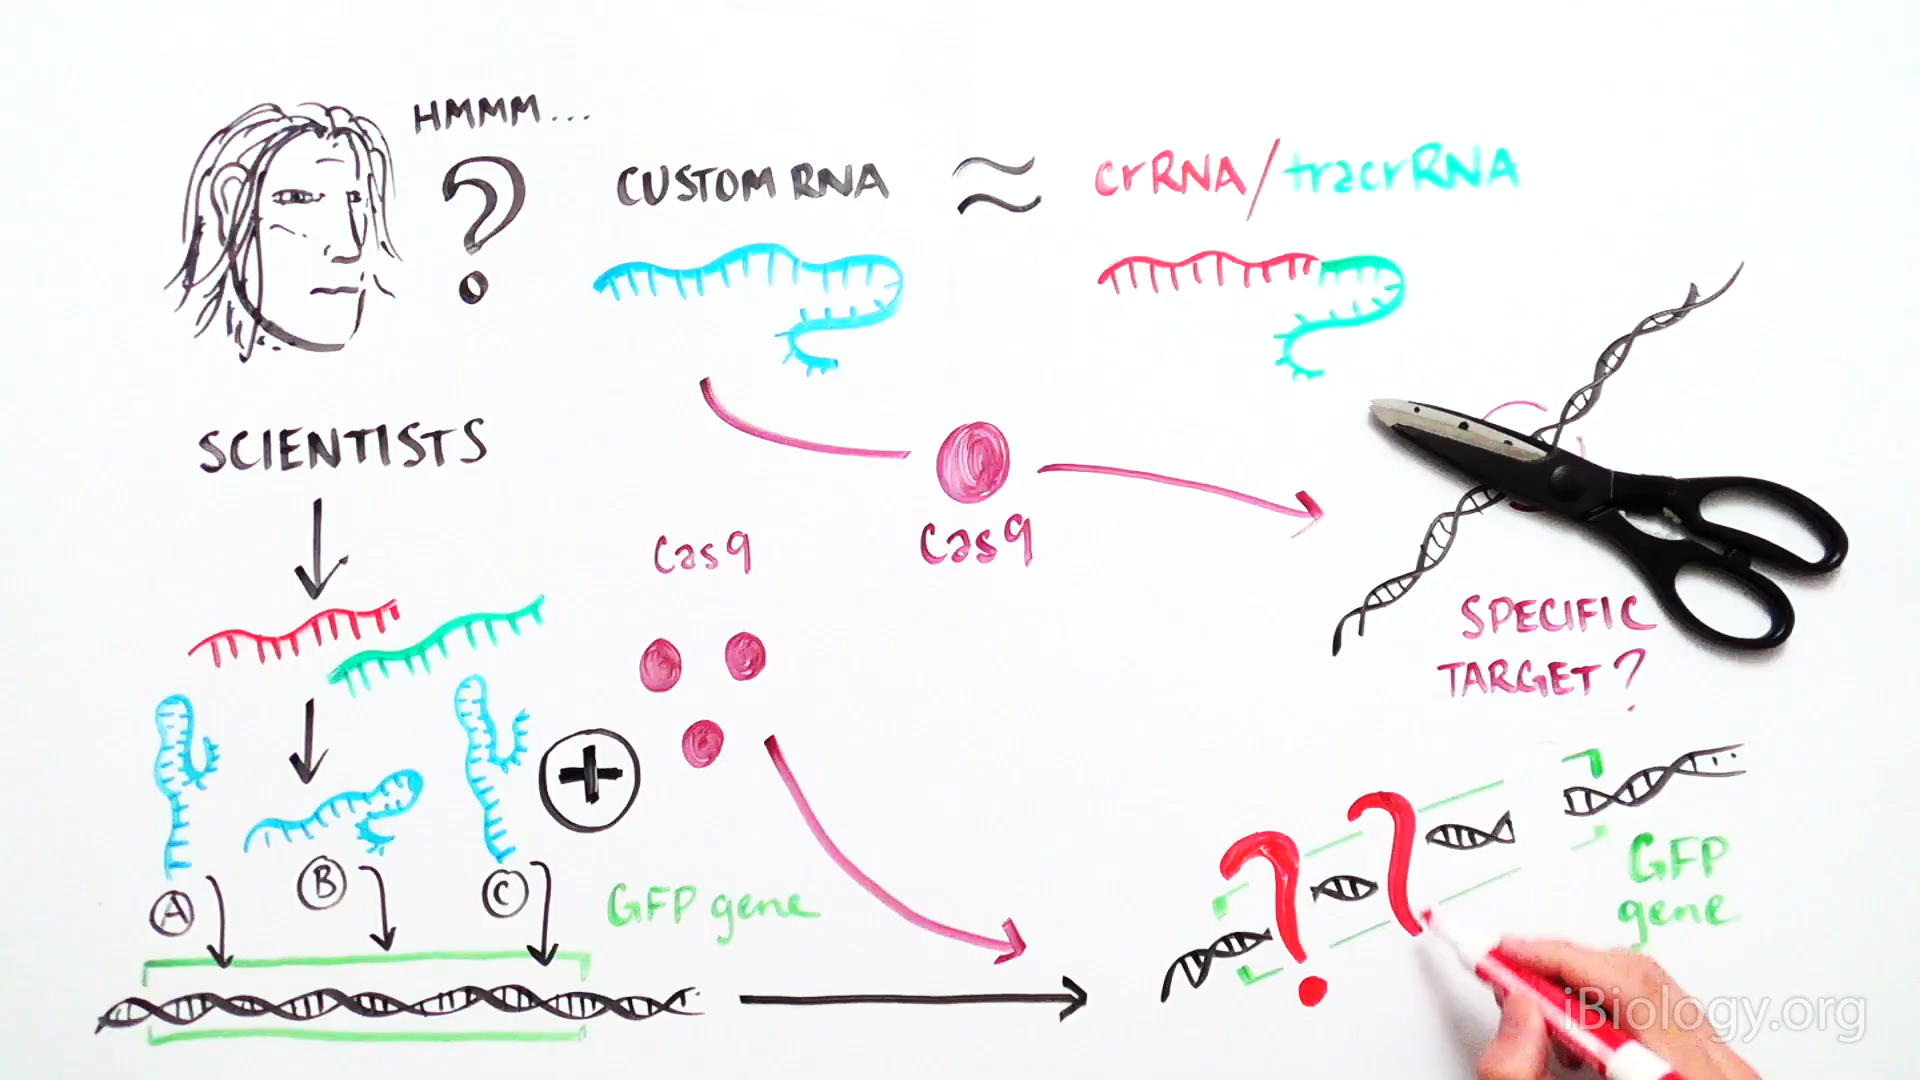 HMMM...
?
CUSTOM RNA ≈ crRNA/tracrRNA
SCIENTISTS
Cas9
Cas9
SPECIFIC
TARGET?
+
A
B
C
GFP gene
GFP
gene
?
?
iBiology.org